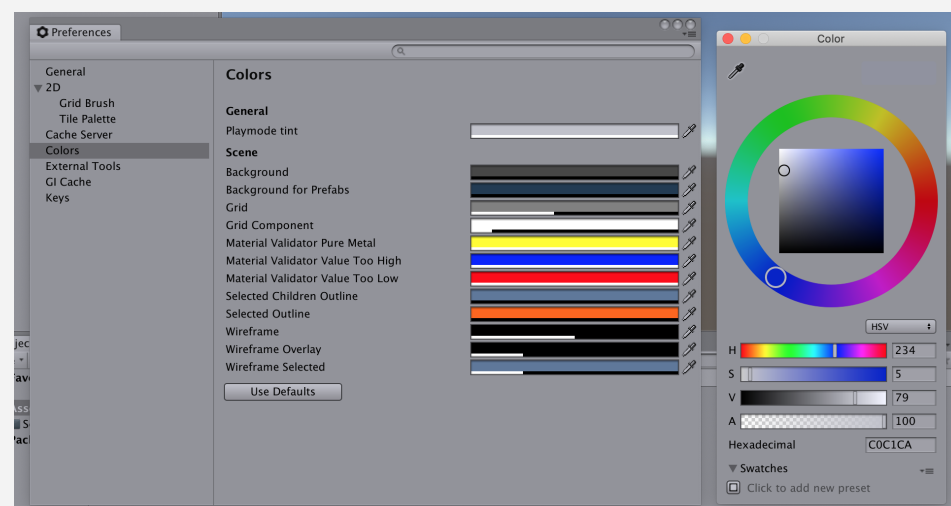 Preferences
General
2D
Grid Brush
Tile Palette
Cache Server
Colors
External Tools
GI Cache
Keys
Colors
General
Playmode tint
Scene
Background
Background for Prefabs
Grid
Grid Component
Material Validator Pure Metal
Material Validator Value Too High
Material Validator Value Too Low
Selected Children Outline
Selected Outline
Wireframe
Wireframe Overlay
Wireframe Selected
Use Defaults
Color
HSV
H 234
S 5
V 79
A 100
Hexadecimal C0C1CA
Swatches
Click to add new preset